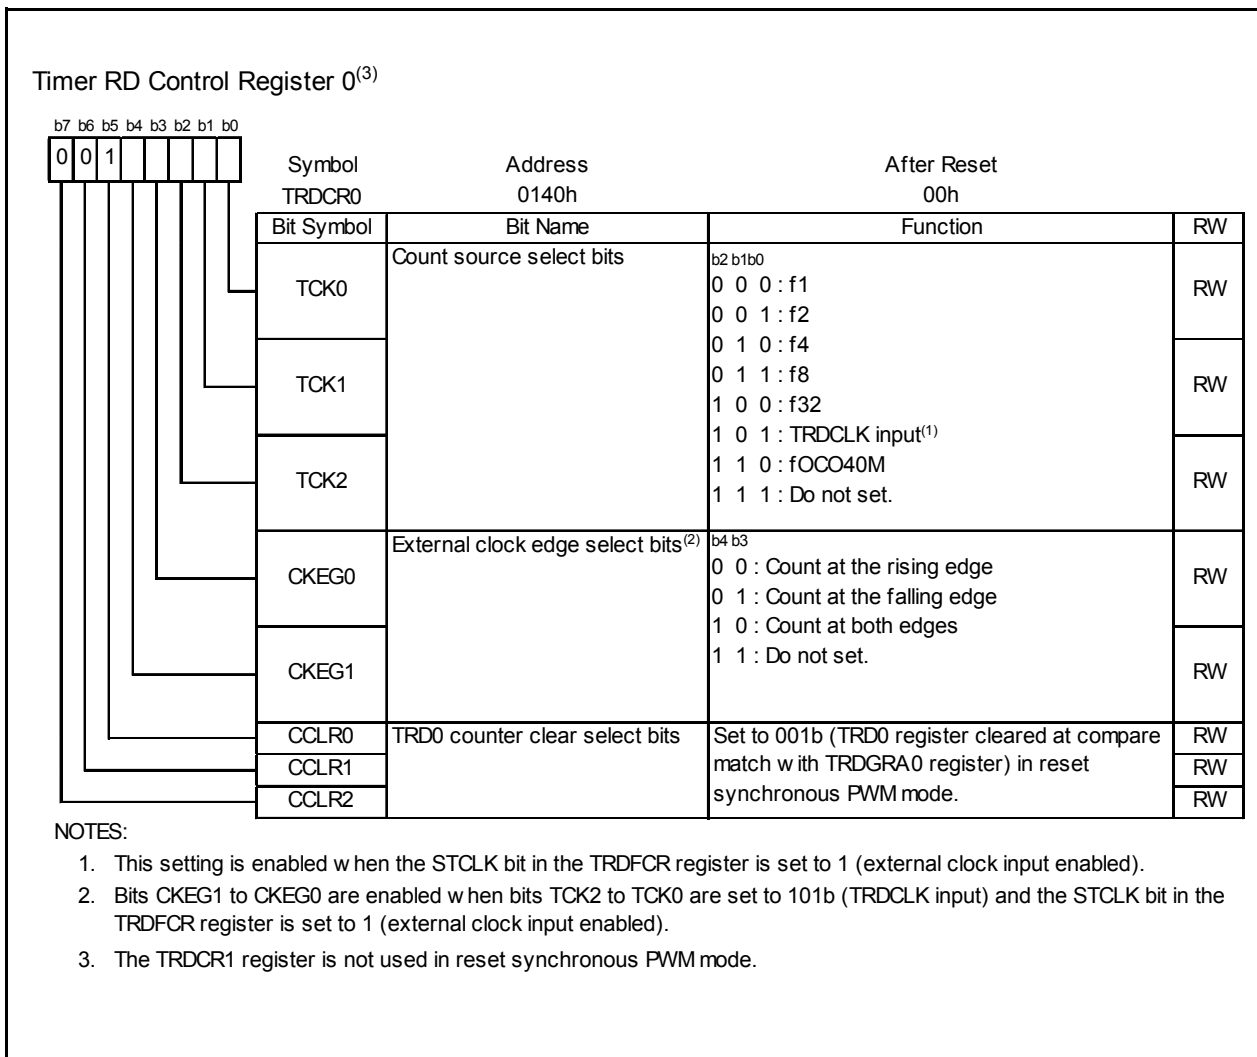 Timer RD Control Register 0(3)
b7 b6 b5 b4 b3 b2 b1 b0
0 0 1
Symbol Address After Reset
TRDCR0 0140h 00h
Bit Symbol Bit Name Function RW
TCK0 Count source select bits b2 b1b0 RW
0 0 0 : f1
0 0 1 : f2
0 1 0 : f4
TCK1 0 1 1 : f8 RW
1 0 0 : f32
1 0 1 : TRDCLK input(1)
TCK2 1 1 0 : fOCO40M RW
1 1 1 : Do not set.
CKEG0 External clock edge select bits(2) b4 b3 RW
0 0 : Count at the rising edge
0 1 : Count at the falling edge
1 0 : Count at both edges
CKEG1 1 1 : Do not set. RW
CCLR0 TRD0 counter clear select bits Set to 001b (TRD0 register cleared at compare RW
CCLR1 match with TRDGRA0 register) in reset RW
CCLR2 synchronous PWM mode. RW
NOTES:
1. This setting is enabled when the STCLK bit in the TRDFCR register is set to 1 (external clock input enabled).
2. Bits CKEG1 to CKEG0 are enabled when bits TCK2 to TCK0 are set to 101b (TRDCLK input) and the STCLK bit in the
TRDFCR register is set to 1 (external clock input enabled).
3. The TRDCR1 register is not used in reset synchronous PWM mode.